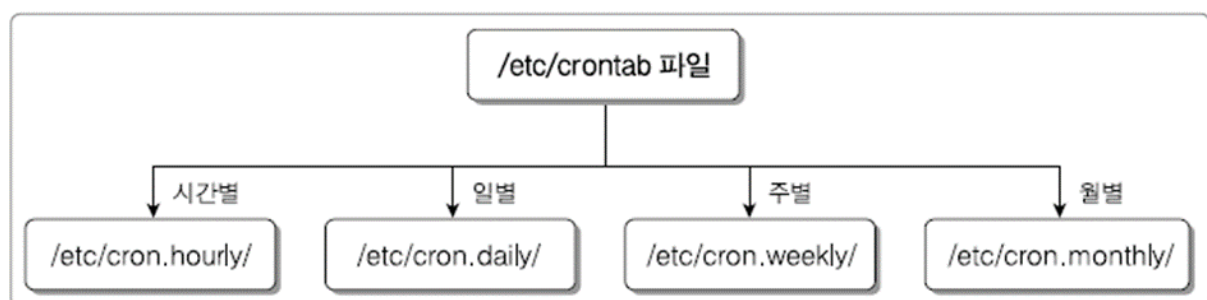 /etc/crontab 파일
시간별
일별
주별
월별
/etc/cron.hourly/
/etc/cron.daily/
/etc/cron.weekly/
/etc/cron.monthly/